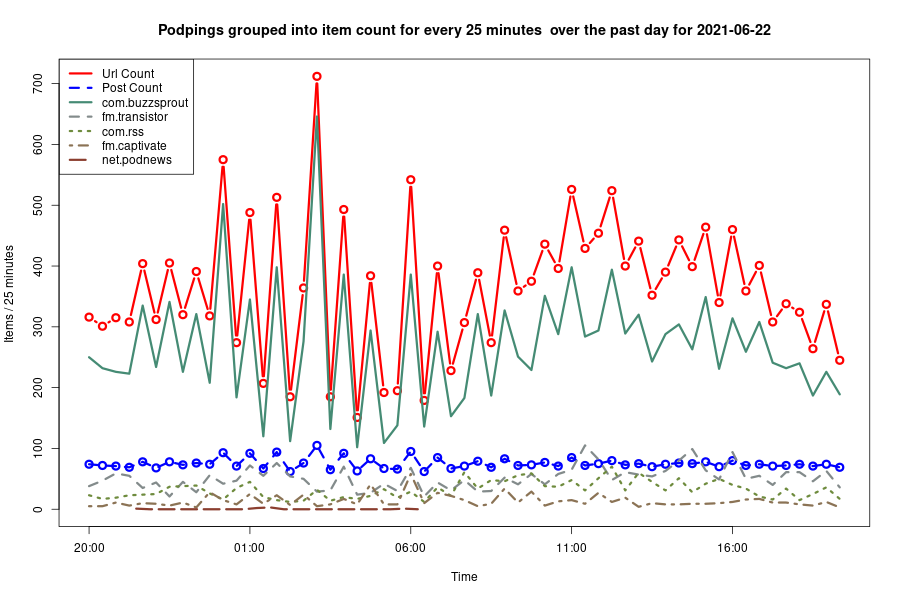 Podpings grouped into item count for every 25 minutes  over the past day for 2021-06-22
Url Count
Post Count
com.buzzsprout
fm.transistor
com.rss
fm.captivate
net.podnews
700
600
500
400
300
200
100
0
Items / 25 minutes
20:00
01:00
06:00
11:00
16:00
Time